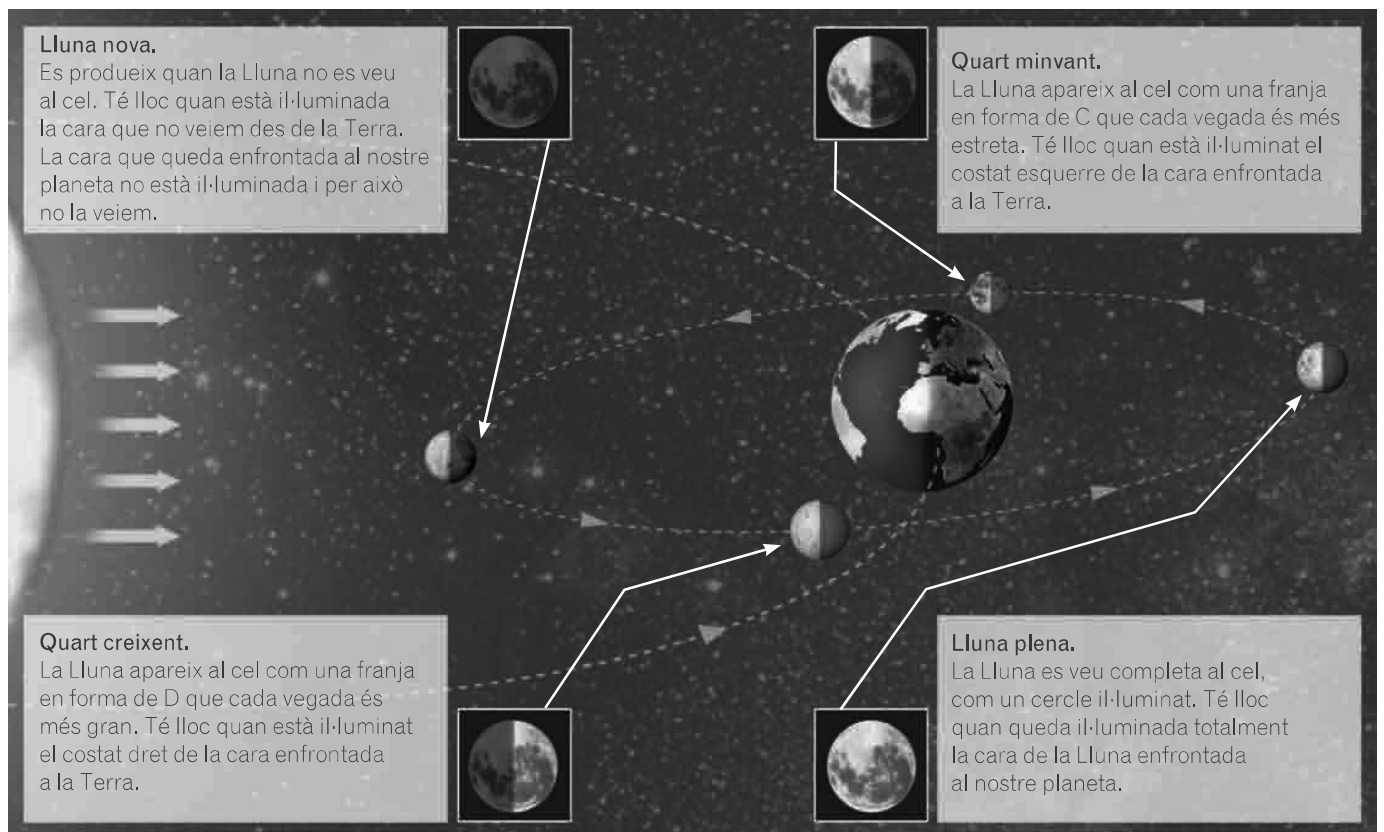 Lluna nova.
Es produeix quan la Lluna no es veu
al cel. Té lloc quan està il·luminada
la cara que no veiem des de la Terra.
La cara que queda enfrontada al nostre
planeta no està il·luminada i per això
no la veiem.
Quart minvant.
La Lluna apareix al cel com una franja
en forma de C que cada vegada és més
estreta. Té lloc quan està il·luminat el
costat esquerre de la cara enfrontada
a la Terra.
Quart creixent.
La Lluna apareix al cel com una franja
en forma de D que cada vegada és
més gran. Té lloc quan està il·luminat
el costat dret de la cara enfrontada
a la Terra.
Lluna plena.
La Lluna es veu completa al cel,
com un cercle il·luminat. Té lloc
quan queda il·luminada totalment
la cara de la Lluna enfrontada
al nostre planeta.